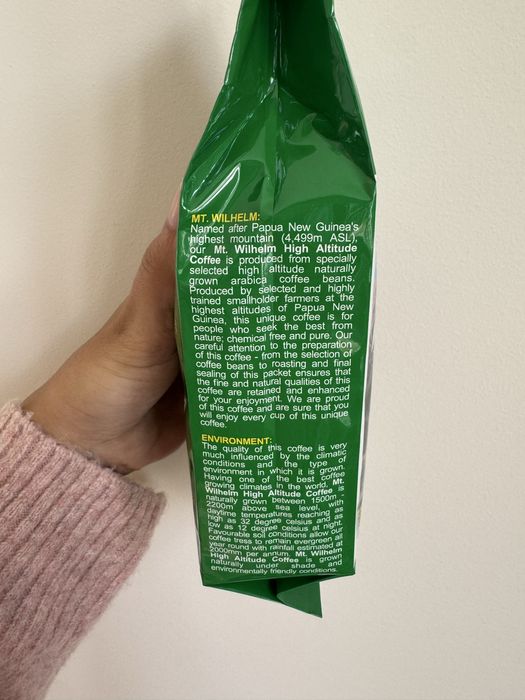 MT. WILHELM:
Named after Papua New Guinea's
highest mountain (4,499m ASL),
our Mt. Wilhelm High Altitude
Coffee is produced from specially
selected high altitude naturally
grown arabica coffee beans.
Produced by selected and highly
trained smallholder farmers at the
highest altitudes of Papua New
Guinea, this unique coffee is for
people who seek the best from
nature; chemical free and pure. Our
careful attention to the preparation
of this coffee - from the selection of
coffee beans to roasting and final
sealing of this packet ensures that
the fine and natural qualities of this
coffee are retained and enhanced
for your enjoyment. We are proud
of this coffee and are sure that you
will enjoy every cup of this unique
coffee.
ENVIRONMENT:
The quality of this coffee is very
much influenced by the climatic
conditions and the type of
environment in which it is grown.
Having one of the best coffee
growing climates in the world, Mt.
Wilhelm High Altitude Coffee is
naturally grown between 1500m -
2200m above sea level, with
daytime temperatures reaching as
high as 32 degree celsius and as
low as 12 degree celsius at night.
Favourable soil conditions allow our
coffee tress to remain evergreen all
year round with rainfall estimated at
2000mm per annum. Mt. Wilhelm
High Altitude Coffee is grown
naturally under shade and
environmentally friendly conditions.